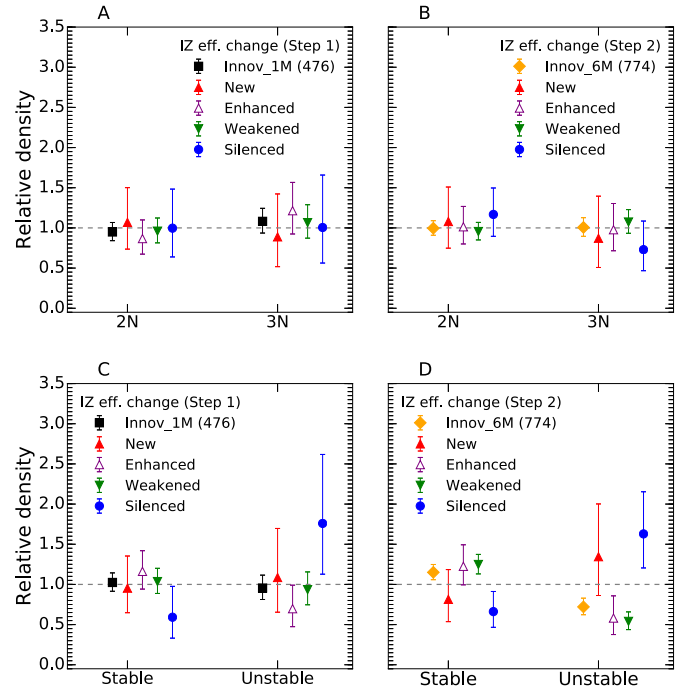 A
IZ eff. change (Step 1)
Innov_1M (476)
New
Enhanced
Weakened
Silenced
Relative density
3.5
3.0
2.5
2.0
1.5
1.0
0.5
0.0
2N
3N
B
IZ eff. change (Step 2)
Innov_6M (774)
New
Enhanced
Weakened
Silenced
2N
3N
C
IZ eff. change (Step 1)
Innov_1M (476)
New
Enhanced
Weakened
Silenced
Relative density
3.5
3.0
2.5
2.0
1.5
1.0
0.5
0.0
Stable
Unstable
D
IZ eff. change (Step 2)
Innov_6M (774)
New
Enhanced
Weakened
Silenced
Stable
Unstable